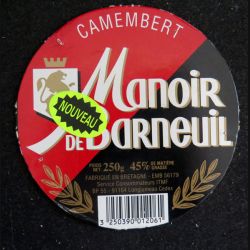 CAMEMBERT
Manoir
NOUVEAU
DE Barneuil
POIDS NET 250g 45% DE MATIÈRE GRASSE
FABRIQUÉ EN BRETAGNE - EMB 56179
Service Consommateurs ITMF
BP 55 - 91164 Longjumeau Cedex
3 250390 012061